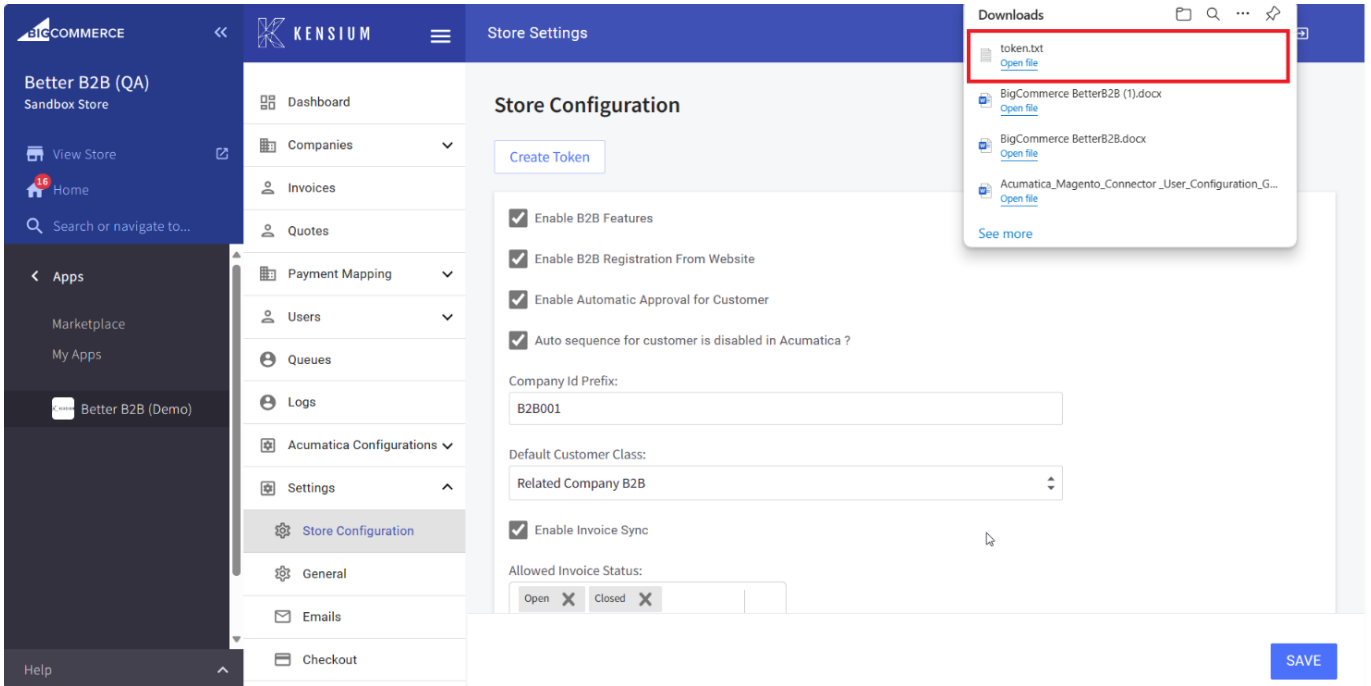 BIGCOMMERCE
Better B2B (QA)
Sandbox Store
View Store
16
Home
Search or navigate to...
Apps
Marketplace
My Apps
Better B2B (Demo)
Help
KENSIUM
Dashboard
Companies
Invoices
Quotes
Payment Mapping
Users
Queues
Logs
Acumatica Configurations
Settings
Store Configuration
General
Emails
Checkout
Store Settings
Store Configuration
Create Token
Enable B2B Features
Enable B2B Registration From Website
Enable Automatic Approval for Customer
Auto sequence for customer is disabled in Acumatica ?
Company Id Prefix:
B2B001
Default Customer Class:
Related Company B2B
Enable Invoice Sync
Allowed Invoice Status:
Open Closed
SAVE
Downloads
token.txt
Open file
BigCommerce BetterB2B (1).docx
Open file
BigCommerce BetterB2B.docx
Open file
Acumatica_Magento_Connector _User_Configuration_G...
Open file
See more